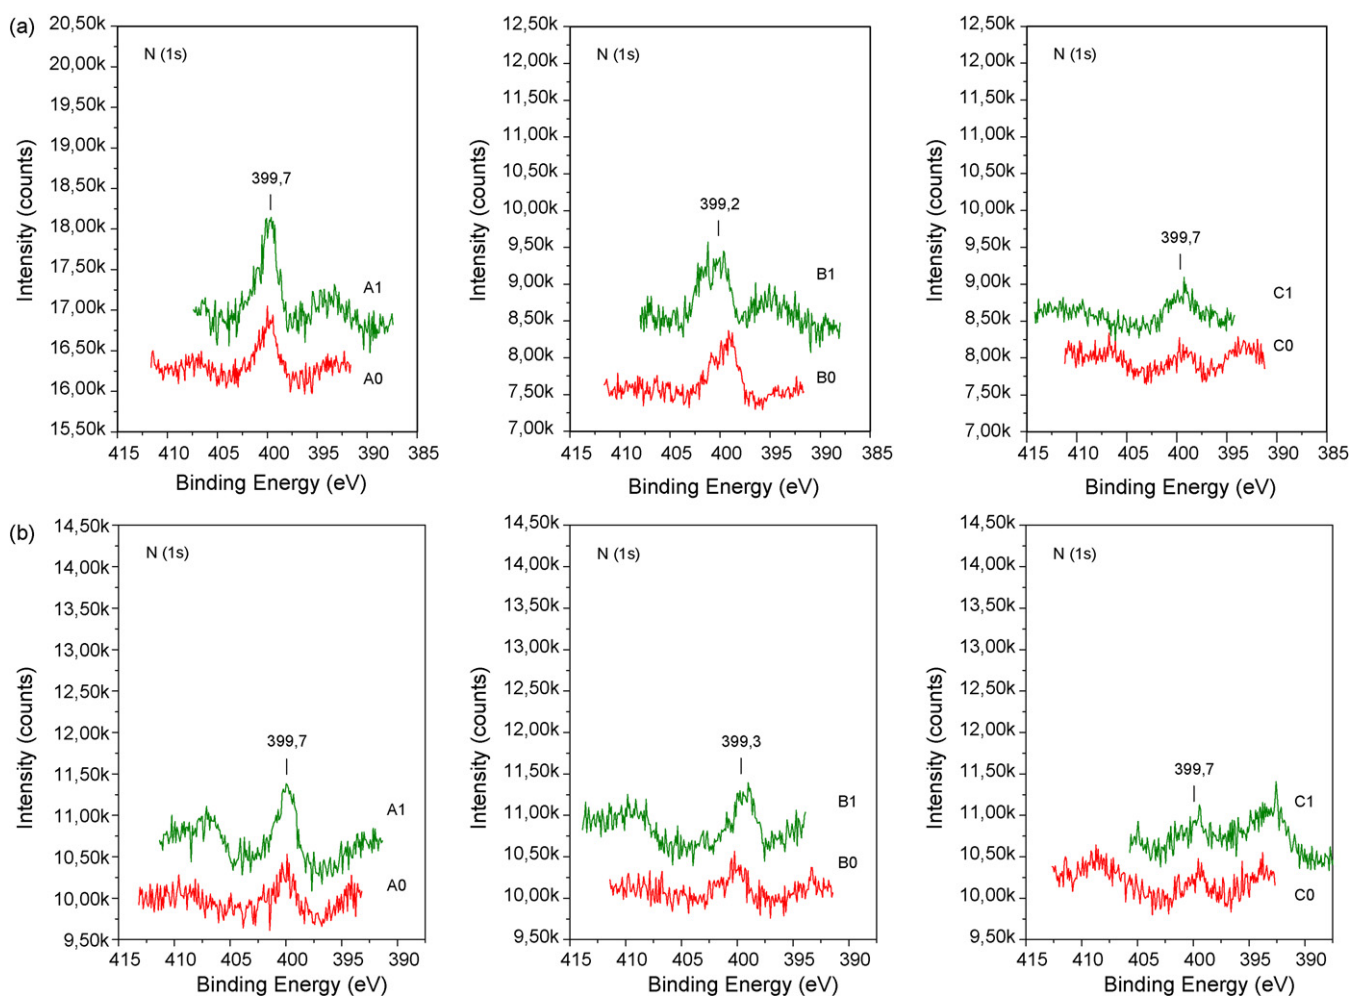 (a)
Intensity (counts)
20,50k
20,00k
19,50k
19,00k
18,50k
18,00k
17,50k
17,00k
16,50k
16,00k
15,50k
N (1s)
399,7
A1
A0
415 410 405 400 395 390 385
Binding Energy (eV)
Intensity (counts)
12,50k
12,00k
11,50k
11,00k
10,50k
10,00k
9,50k
9,00k
8,50k
8,00k
7,50k
7,00k
N (1s)
399,2
B1
B0
415 410 405 400 395 390 385
Binding Energy (eV)
Intensity (counts)
12,50k
12,00k
11,50k
11,00k
10,50k
10,00k
9,50k
9,00k
8,50k
8,00k
7,50k
7,00k
N (1s)
399,7
C1
C0
415 410 405 400 395 390 385
Binding Energy (eV)
(b)
Intensity (counts)
14,50k
14,00k
13,50k
13,00k
12,50k
12,00k
11,50k
11,00k
10,50k
10,00k
9,50k
N (1s)
399,7
A1
A0
415 410 405 400 395 390
Binding Energy (eV)
Intensity (counts)
14,50k
14,00k
13,50k
13,00k
12,50k
12,00k
11,50k
11,00k
10,50k
10,00k
9,50k
N (1s)
399,3
B1
B0
415 410 405 400 395 390
Binding Energy (eV)
Intensity (counts)
14,50k
14,00k
13,50k
13,00k
12,50k
12,00k
11,50k
11,00k
10,50k
10,00k
9,50k
N (1s)
399,7
C1
C0
415 410 405 400 395 390
Binding Energy (eV)